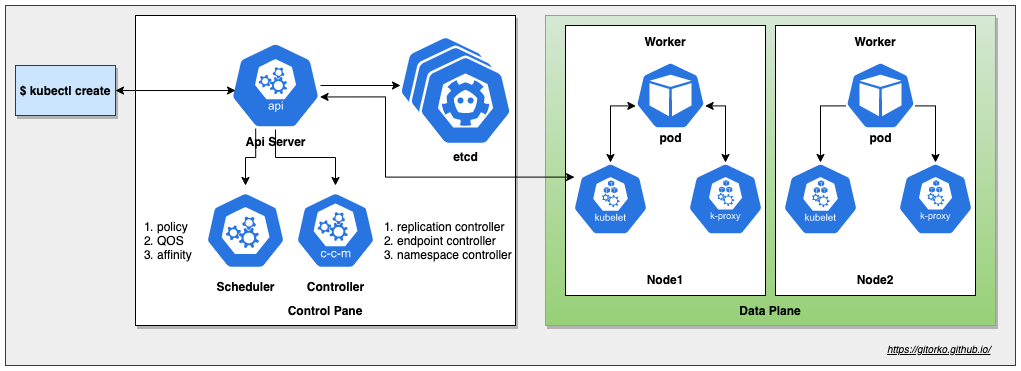 $ kubectl create
api
Api Server
etcd
1. policy
2. QOS
3. affinity
Scheduler
c-c-m
Controller
1. replication controller
2. endpoint controller
3. namespace controller
Control Pane
Worker
pod
kubelet
k-proxy
Node1
Worker
pod
kubelet
k-proxy
Node2
Data Plane
https://gitorko.github.io/